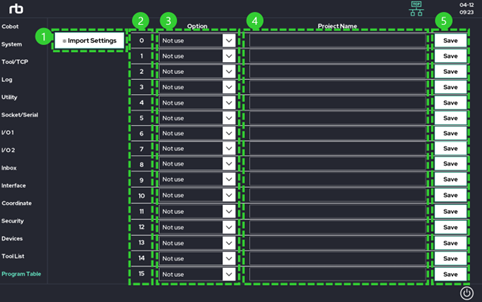 rb
TCP
04-12
09:23
Cobot
System
Tool/TCP
Log
Utility
Socket/Serial
I/O 1
I/O 2
Inbox
Interface
Coordinate
Security
Devices
Tool List
Program Table
1
2
3
4
5
Option
Project Name
Import Settings
0 Not use Save
1 Not use Save
2 Not use Save
3 Not use Save
4 Not use Save
5 Not use Save
6 Not use Save
7 Not use Save
8 Not use Save
9 Not use Save
10 Not use Save
11 Not use Save
12 Not use Save
13 Not use Save
14 Not use Save
15 Not use Save